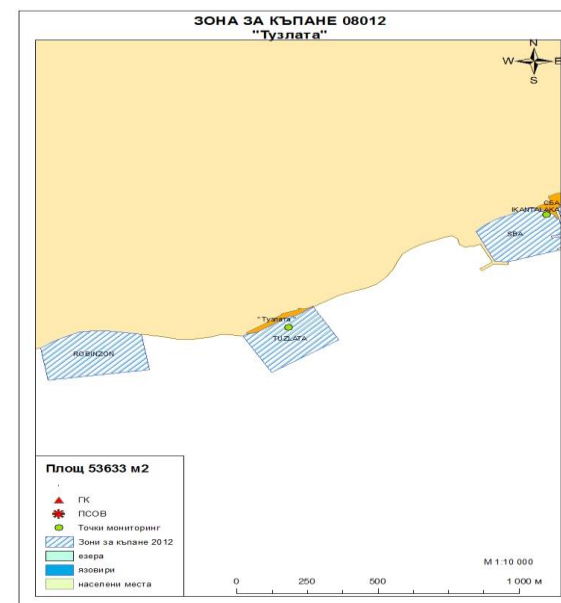 ЗОНА ЗА КЪПАНЕ 08012
"Тузлата"
N
W E
S
IKANTALAKA
SBA
"Тузлата"
TUZLATA
ROBINZON
Площ 53633 м2
ГК
ПСОВ
Точки мониторинг
Зони за къпане 2012
езера
язовири
населени места
М 1:10 000
0 250 500 1 000 м